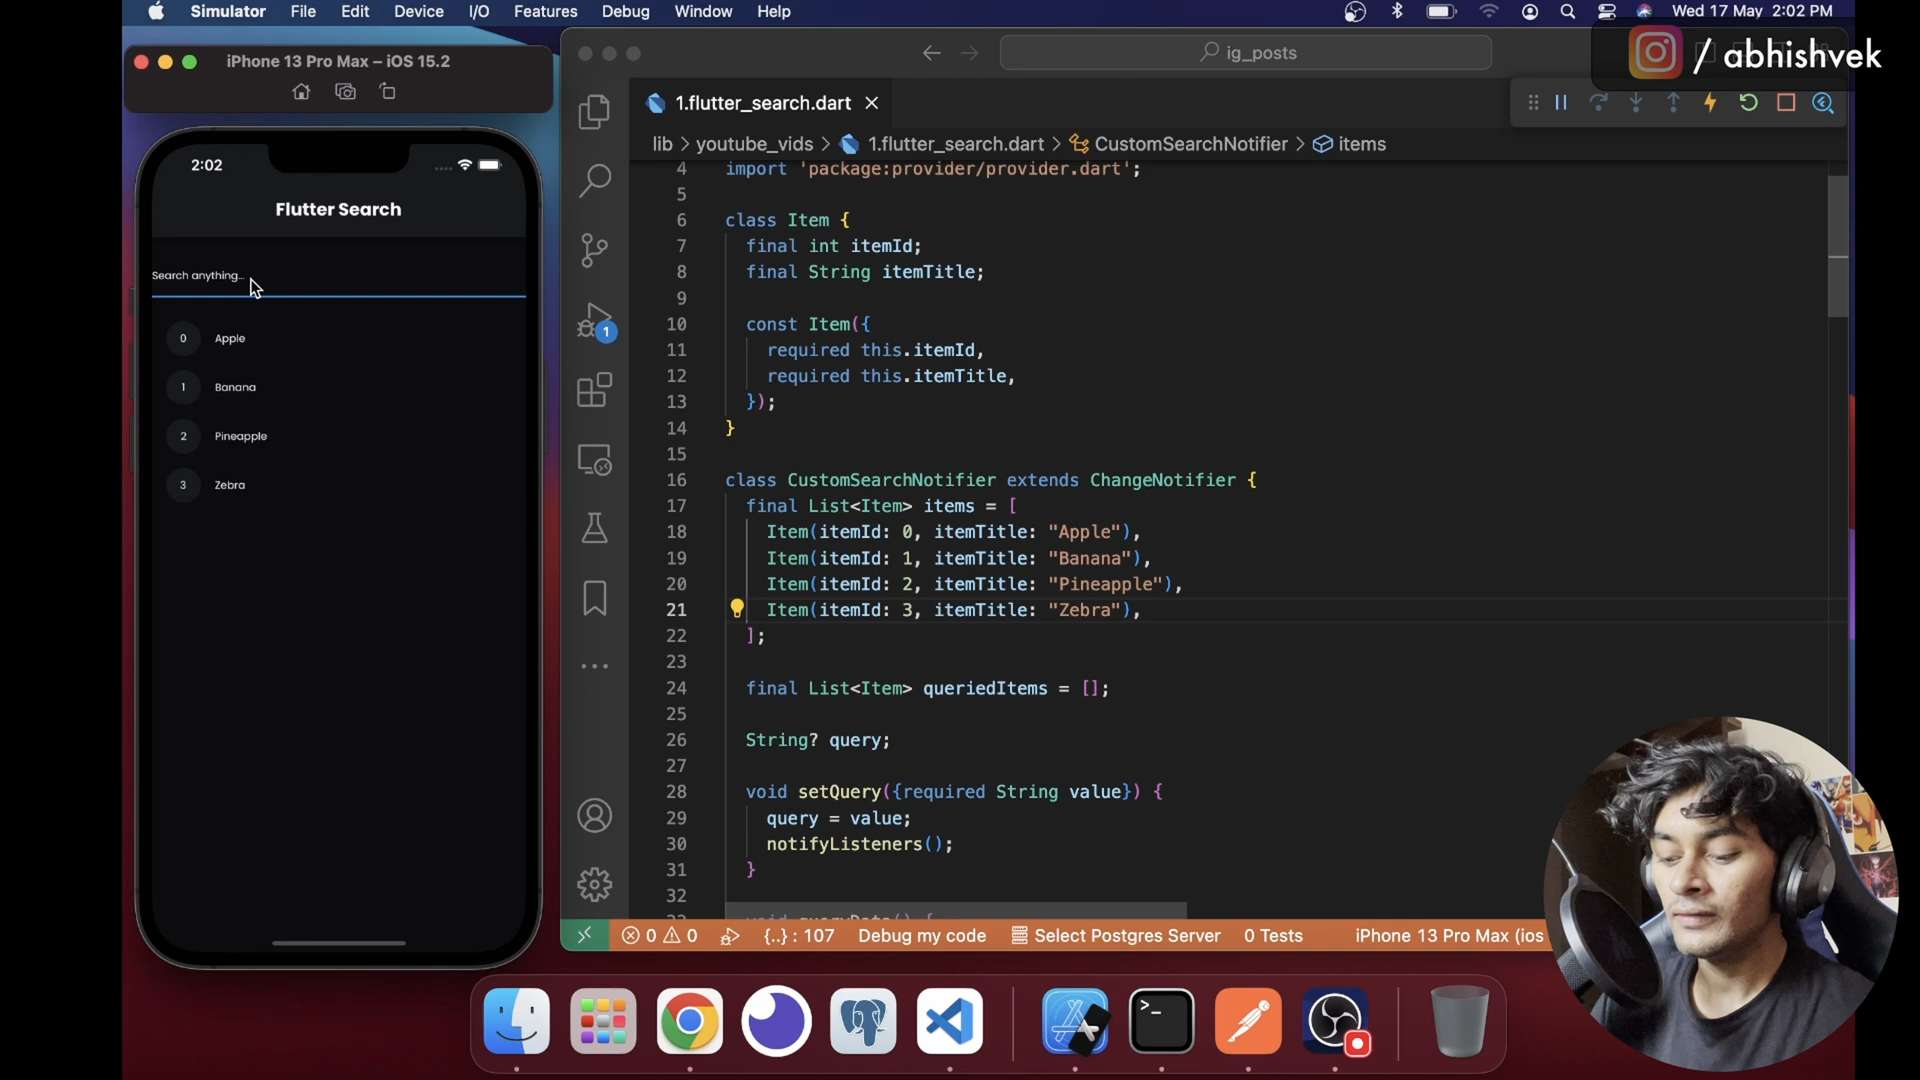 Simulator File Edit Device I/O Features Debug Window Help
Wed 17 May 2:02 PM
/ abhishvek
iPhone 13 Pro Max – iOS 15.2
2:02
Flutter Search
Search anything...
0 Apple
1 Banana
2 Pineapple
3 Zebra
ig_posts
1.flutter_search.dart
lib > youtube_vids > 1.flutter_search.dart > CustomSearchNotifier > items
1
4 import 'package:provider/provider.dart';
5
6 class Item {
7 final int itemId;
8 final String itemTitle;
9
10 const Item({
11 required this.itemId,
12 required this.itemTitle,
13 });
14 }
15
16 class CustomSearchNotifier extends ChangeNotifier {
17 final List<Item> items = [
18 Item(itemId: 0, itemTitle: "Apple"),
19 Item(itemId: 1, itemTitle: "Banana"),
20 Item(itemId: 2, itemTitle: "Pineapple"),
21 Item(itemId: 3, itemTitle: "Zebra"),
22 ];
23
24 final List<Item> queriedItems = [];
25
26 String? query;
27
28 void setQuery({required String value}) {
29 query = value;
30 notifyListeners();
31 }
32
0 0 {..} : 107 Debug my code Select Postgres Server 0 Tests iPhone 13 Pro Max (ios